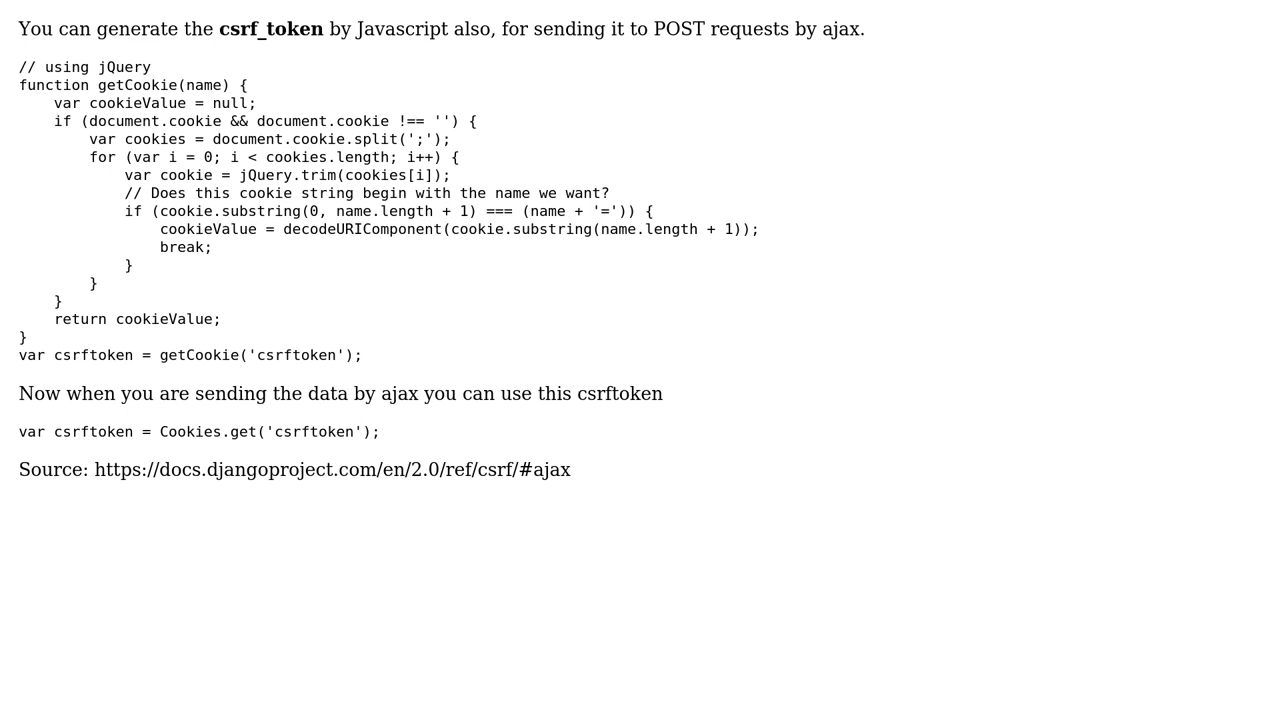 You can generate the csrf_token by Javascript also, for sending it to POST requests by ajax.
// using jQuery
function getCookie(name) {
    var cookieValue = null;
    if (document.cookie && document.cookie !== '') {
        var cookies = document.cookie.split(';');
        for (var i = 0; i < cookies.length; i++) {
            var cookie = jQuery.trim(cookies[i]);
            // Does this cookie string begin with the name we want?
            if (cookie.substring(0, name.length + 1) === (name + '=')) {
                cookieValue = decodeURIComponent(cookie.substring(name.length + 1));
                break;
            }
        }
    }
    return cookieValue;
}
var csrftoken = getCookie('csrftoken');
Now when you are sending the data by ajax you can use this csrftoken
var csrftoken = Cookies.get('csrftoken');
Source: https://docs.djangoproject.com/en/2.0/ref/csrf/#ajax